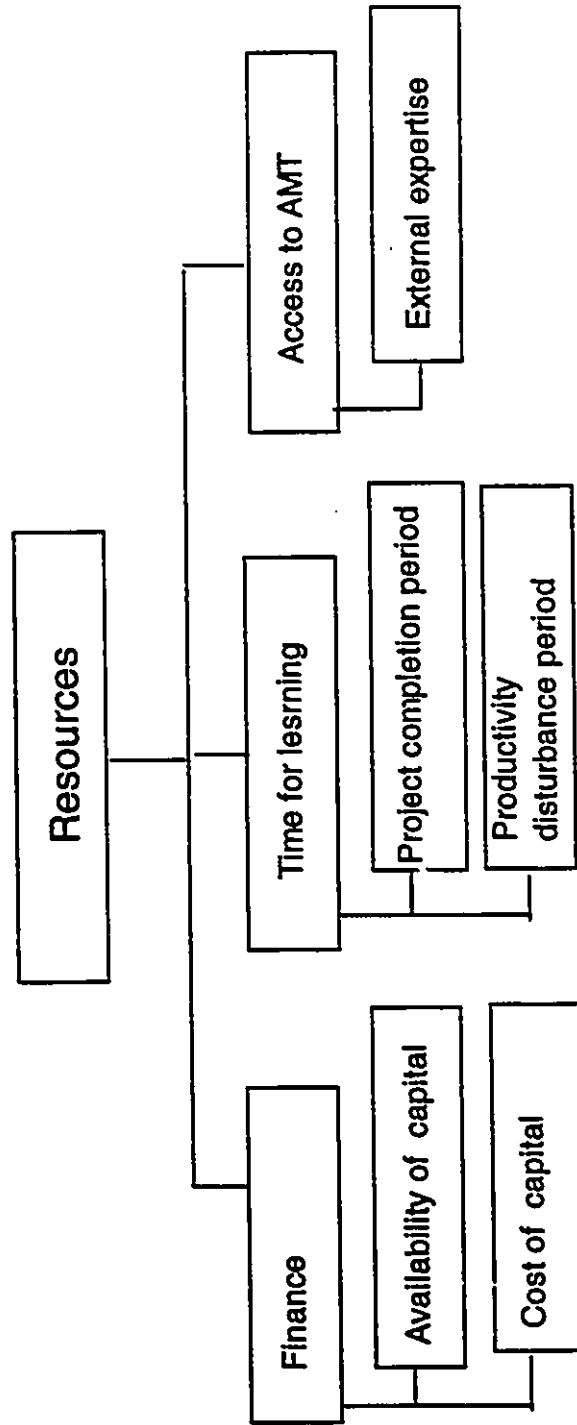 Resources
Finance
Availability of capital
Cost of capital
Time for lesrning
Project completion period
Productivity
disturbance period
Access to AMT
External expertise